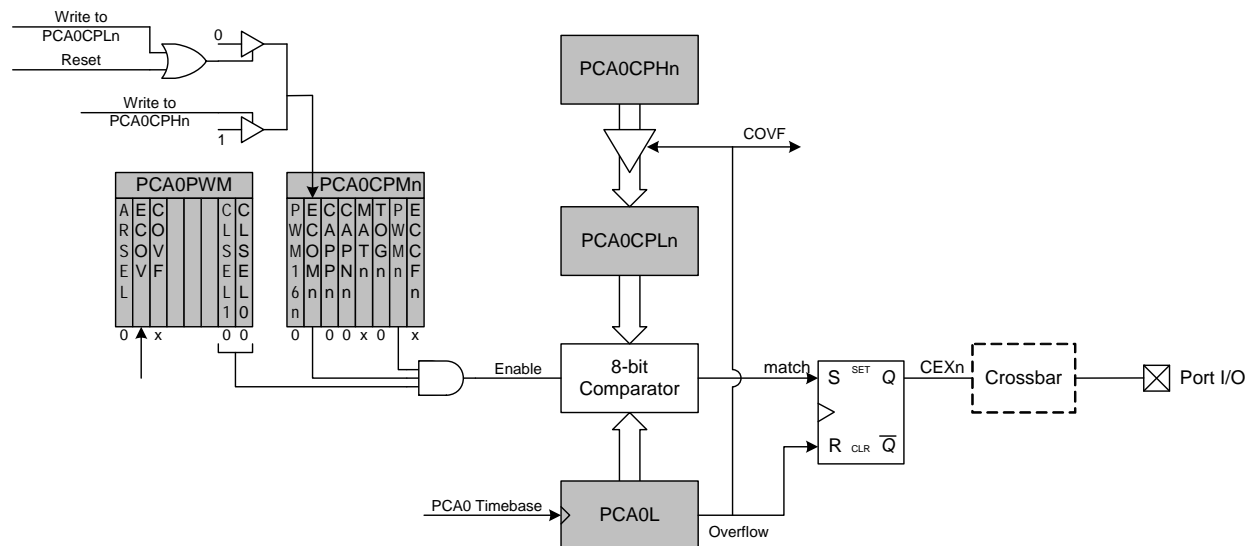 Write to
PCA0CPLn
Reset
0
Write to
PCA0CPHn
1
PCA0CPHn
COVF
PCA0PWM
ARSEL
ECOV
COVF
CLSEL1
CLSEL0
0
x
0
0
PCA0CPMn
PWM16n
ECOMn
CAPPn
CAPNn
MATn
TOGn
PWMn
ECCFn
0
0
0
x
0
x
PCA0CPLn
Enable
8-bit
Comparator
match
S SET Q
R CLR Q̅
CEXn
Crossbar
Port I/O
PCA0 Timebase
PCA0L
Overflow